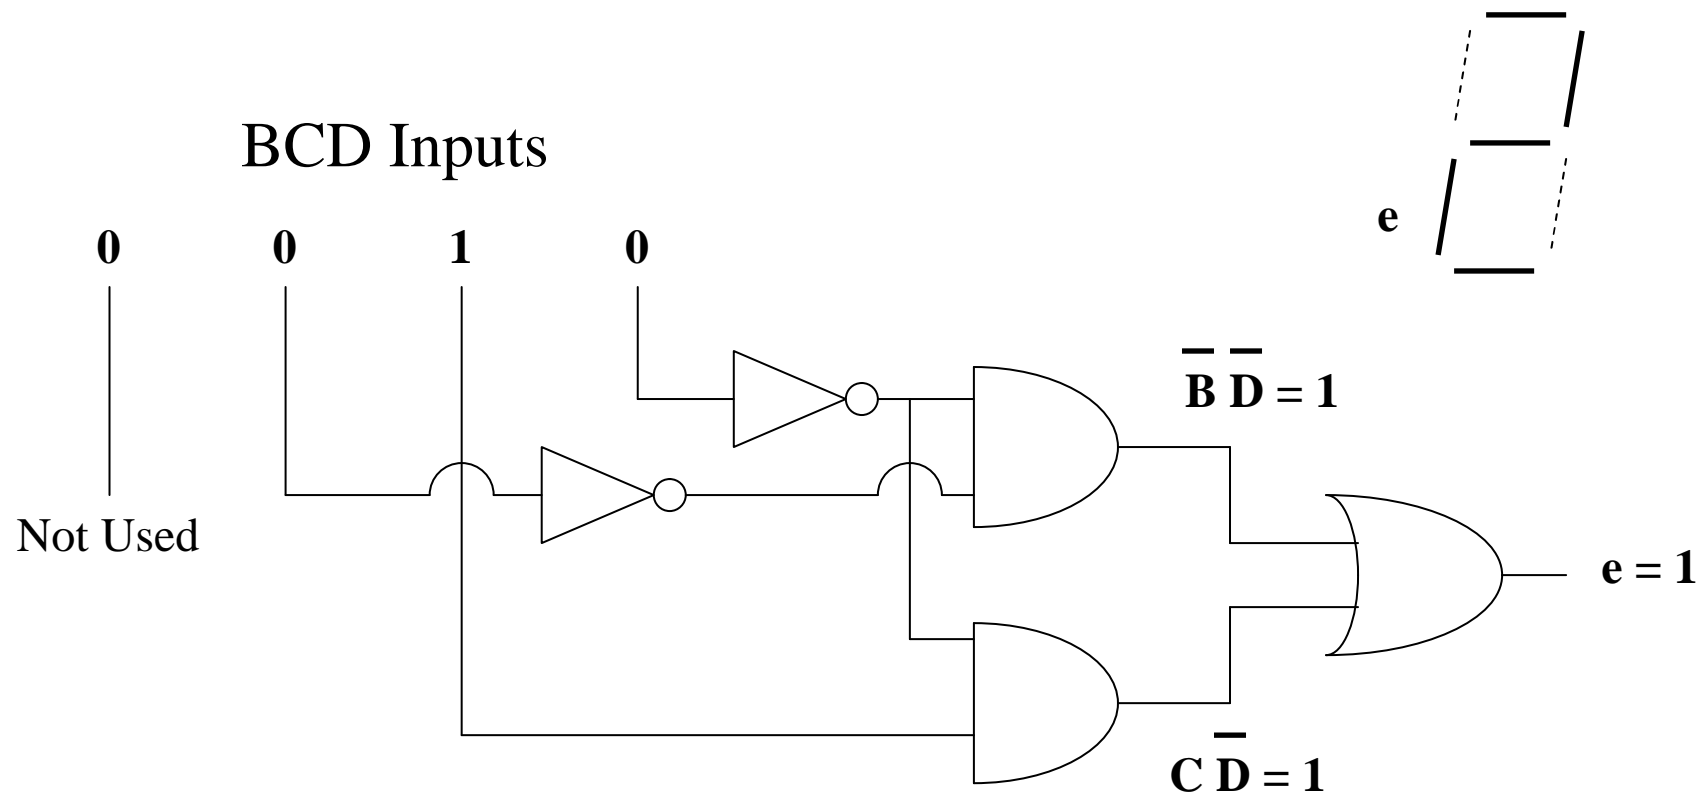 BCD Inputs
0 0 1 0
e
B̅ D̅ = 1
Not Used
e = 1
C D̅ = 1